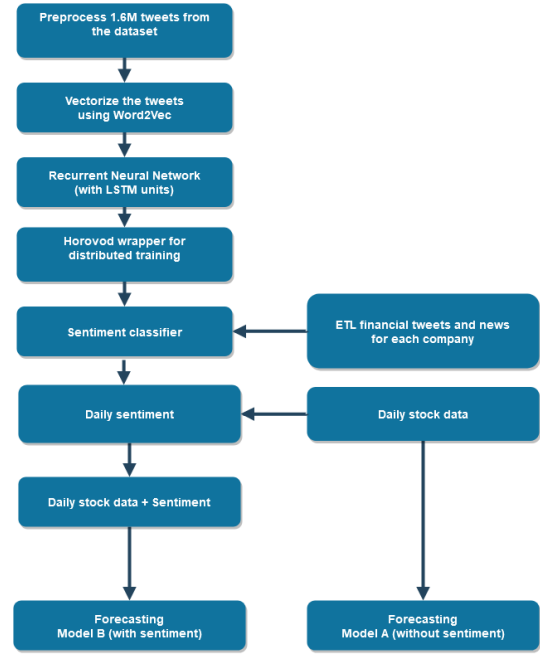 Preprocess 1.6M tweets from
the dataset
Vectorize the tweets
using Word2Vec
Recurrent Neural Network
(with LSTM units)
Horovod wrapper for
distributed training
Sentiment classifier
ETL financial tweets and news
for each company
Daily sentiment
Daily stock data
Daily stock data + Sentiment
Forecasting
Model B (with sentiment)
Forecasting
Model A (without sentiment)